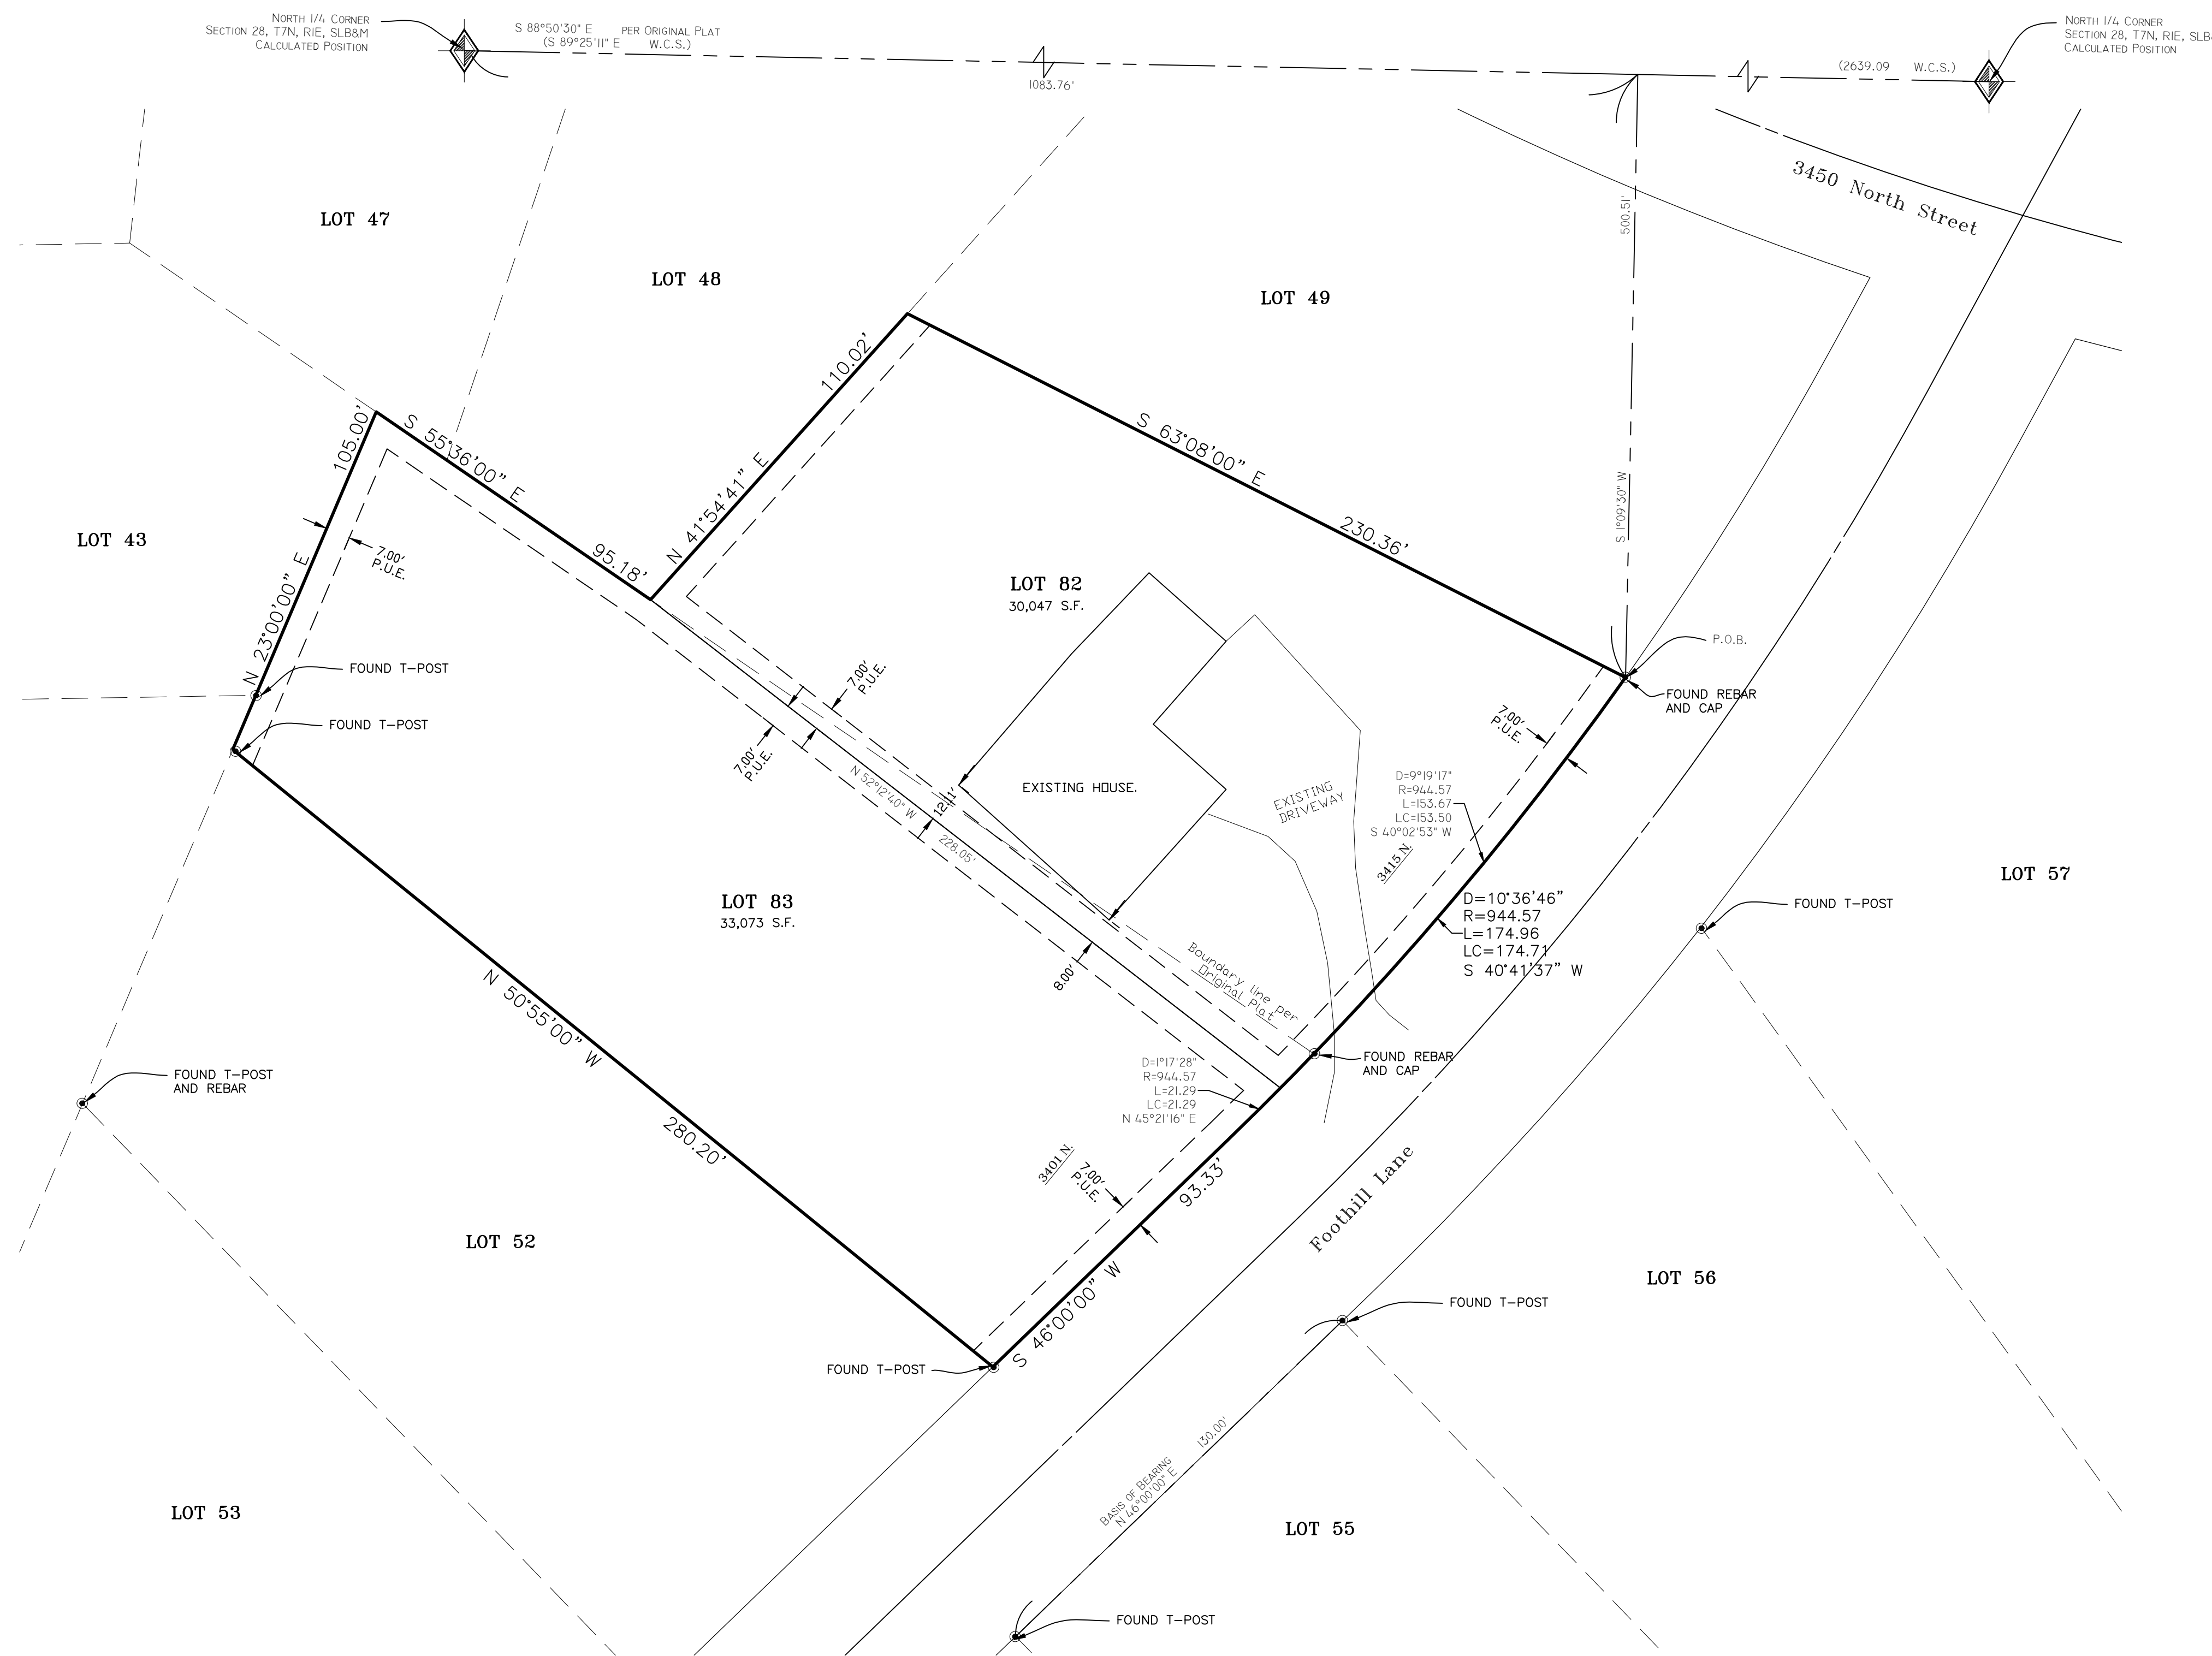 NORTH 1/4 CORNER
SECTION 28, T7N, R1E, SLB&M
CALCULATED POSITION
S 88°50'30" E PER ORIGINAL PLAT
(S 89°25'11" E W.C.S.)
1083.76'
(2639.09 W.C.S.)
NORTH 1/4 CORNER
SECTION 28, T7N, R1E, SLB
CALCULATED POSITION
3450 North Street
500.51'
S 1°09'30" W
LOT 47
LOT 48
LOT 49
110.02'
N 41°54'41" E
S 63°08'00" E
230.36'
105.00'
N 23°00'00" E
S 55°36'00" E
95.18'
LOT 43
7.00'
P.U.E.
LOT 82
30,047 S.F.
P.O.B.
FOUND REBAR
AND CAP
FOUND T-POST
FOUND T-POST
7.00'
P.U.E.
7.00'
P.U.E.
7.00'
P.U.E.
N 52°12'40" W
228.05'
12.11'
EXISTING HOUSE.
EXISTING
DRIVEWAY
D=9°19'17"
R=944.57
L=153.67
LC=153.50
S 40°02'53" W
3415 N.
D=10°36'46"
R=944.57
L=174.96
LC=174.71
S 40°41'37" W
LOT 57
FOUND T-POST
LOT 83
33,073 S.F.
8.00'
Boundary line per
Original Plat
N 50°55'00" W
280.20'
FOUND REBAR
AND CAP
D=1°17'28"
R=944.57
L=21.29
LC=21.29
N 45°21'16" E
FOUND T-POST
AND REBAR
3401 N.
7.00'
P.U.E.
93.33'
S 46°00'00" W
Foothill Lane
LOT 52
LOT 56
FOUND T-POST
FOUND T-POST
130.00'
BASIS OF BEARING
N 46°00'00" E
LOT 53
LOT 55
FOUND T-POST